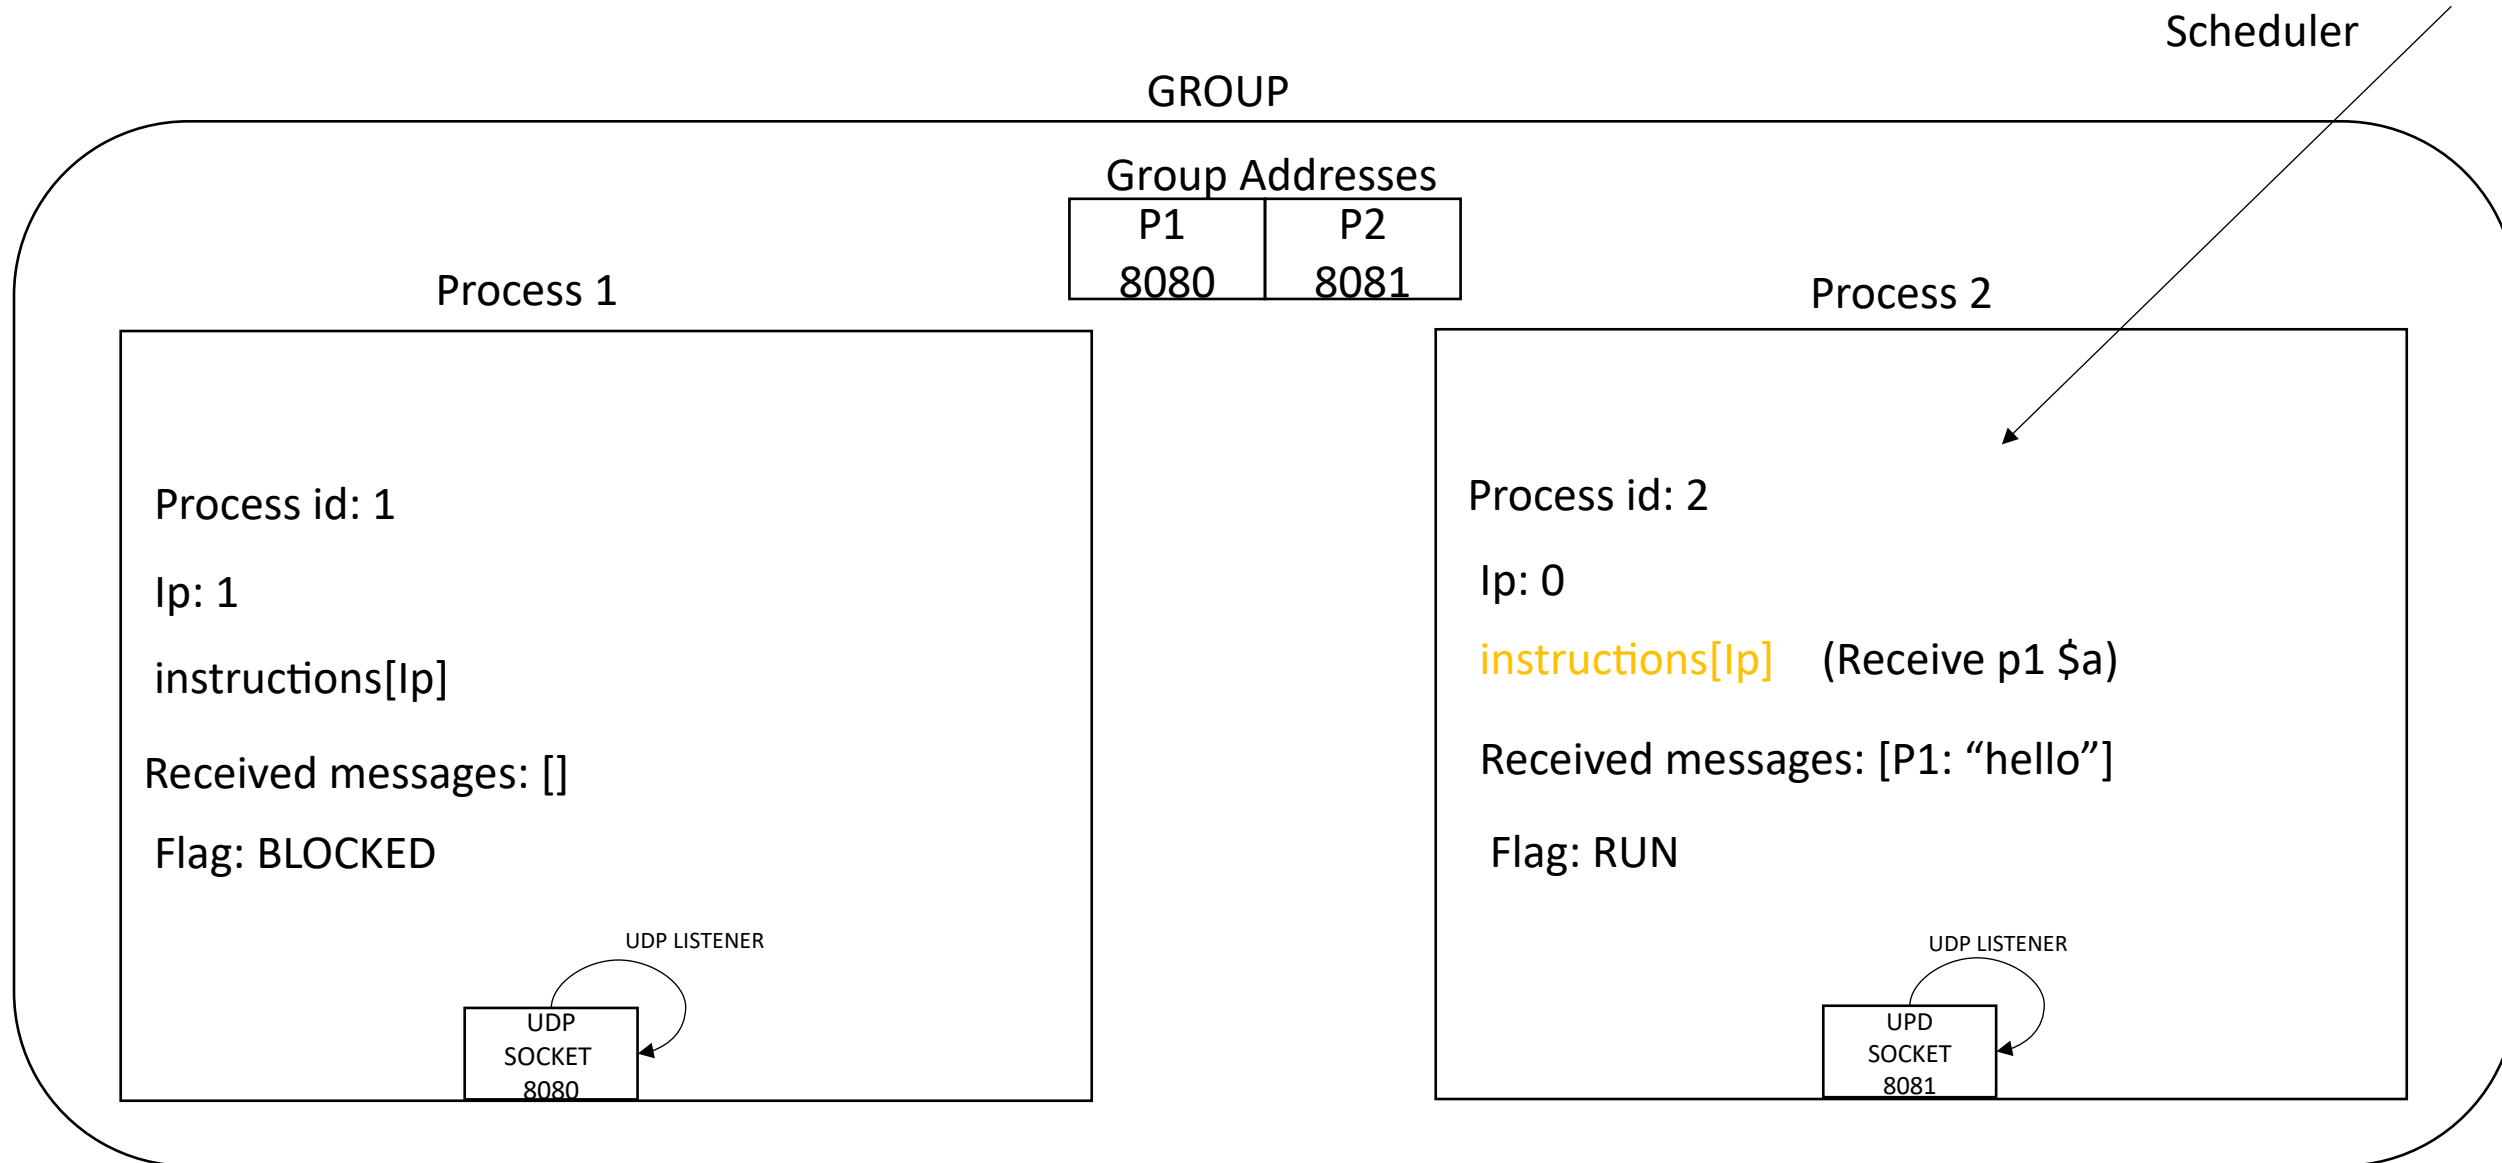 Scheduler
GROUP
Group Addresses
P1 P2
8080 8081
Process 1
Process 2
Process id: 1
Ip: 1
instructions[Ip]
Received messages: []
Flag: BLOCKED
UDP LISTENER
UDP
SOCKET
8080
Process id: 2
Ip: 0
instructions[Ip] (Receive p1 $a)
Received messages: [P1: “hello”]
Flag: RUN
UDP LISTENER
UPD
SOCKET
8081